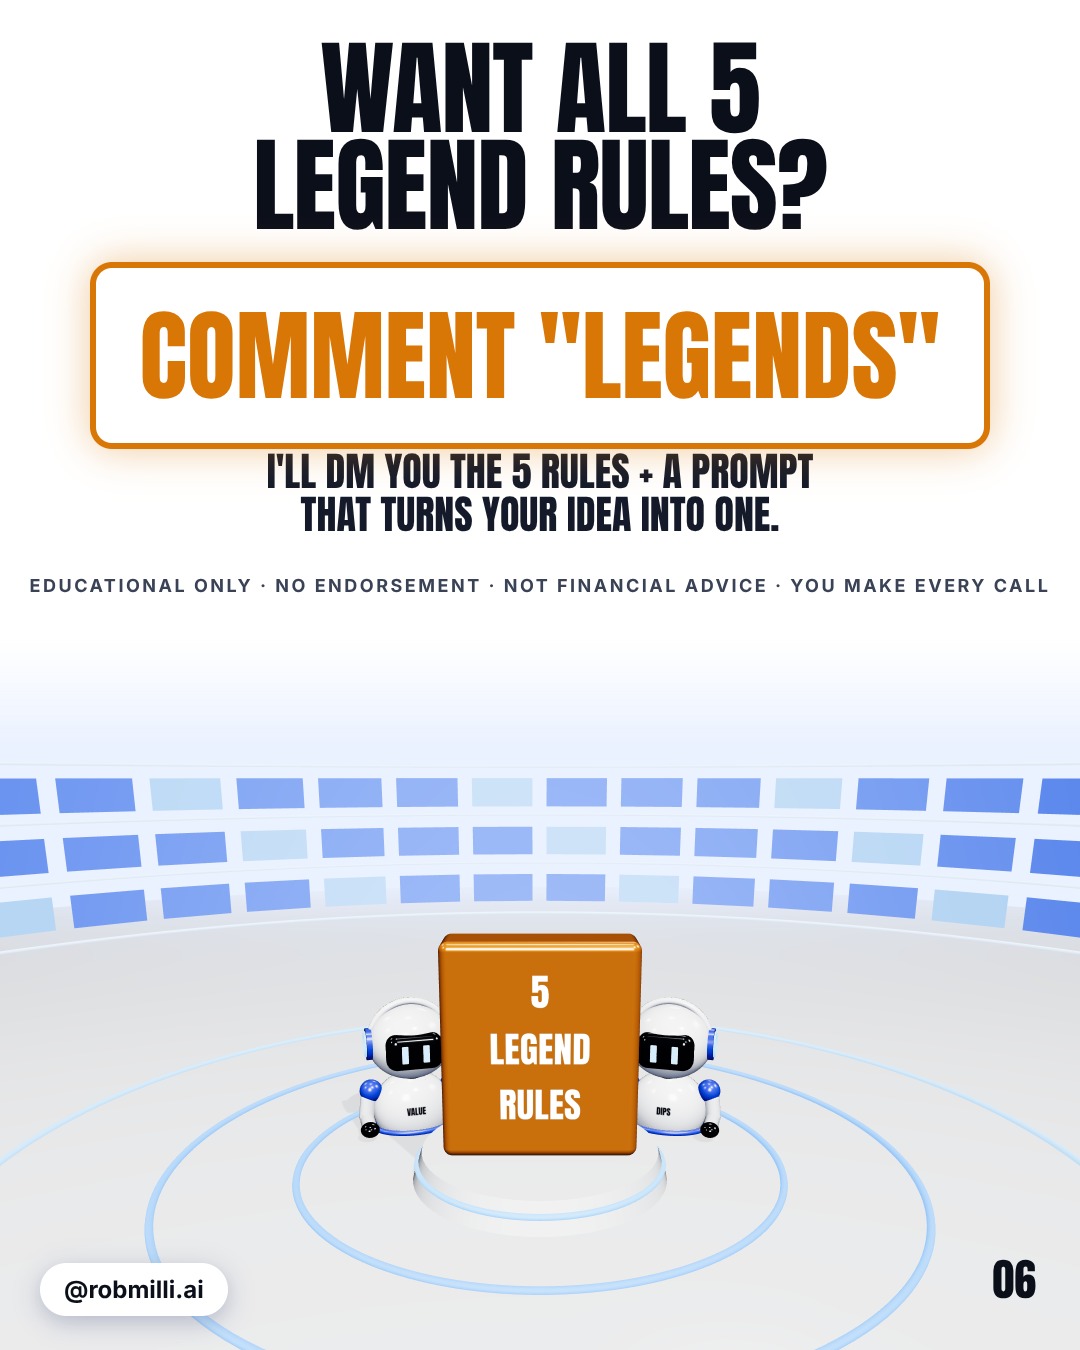 WANT ALL 5
LEGEND RULES?
COMMENT "LEGENDS"
I'LL DM YOU THE 5 RULES + A PROMPT
THAT TURNS YOUR IDEA INTO ONE.
EDUCATIONAL ONLY · NO ENDORSEMENT · NOT FINANCIAL ADVICE · YOU MAKE EVERY CALL
5
LEGEND
RULES
VALUE
DIPS
@robmilli.ai
06